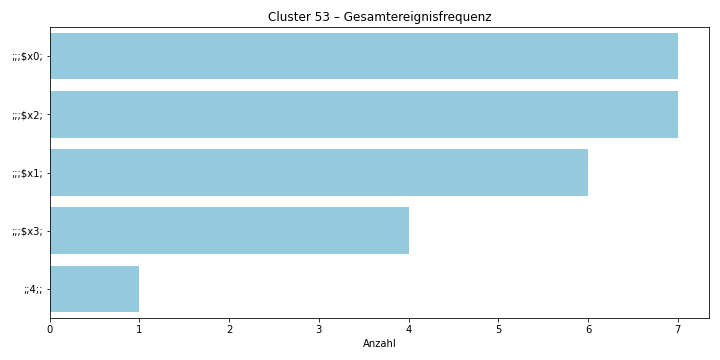 Cluster 53 – Gesamtereignisfrequenz
;;;$x0;
;;;$x2;
;;;$x1;
;;;$x3;
;;4;;
0 1 2 3 4 5 6 7
Anzahl